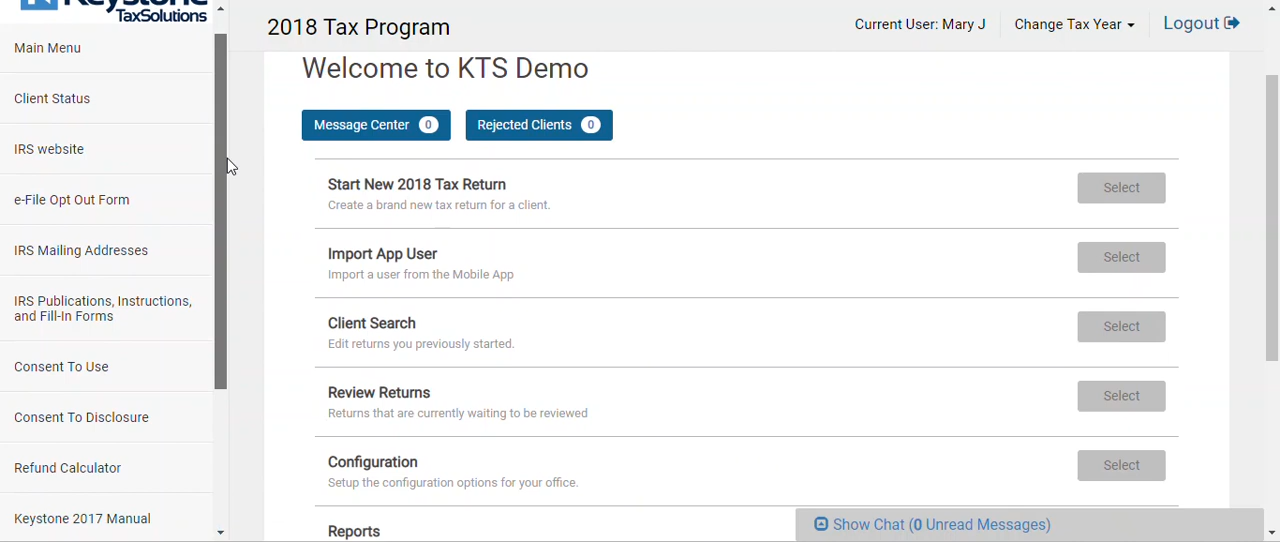 Keystone
TaxSolutions
Main Menu
Client Status
IRS website
e-File Opt Out Form
IRS Mailing Addresses
IRS Publications, Instructions,
and Fill-In Forms
Consent To Use
Consent To Disclosure
Refund Calculator
Keystone 2017 Manual
2018 Tax Program
Current User: Mary J
Change Tax Year
Logout
Welcome to KTS Demo
Message Center 0
Rejected Clients 0
Start New 2018 Tax Return
Create a brand new tax return for a client.
Select
Import App User
Import a user from the Mobile App
Select
Client Search
Edit returns you previously started.
Select
Review Returns
Returns that are currently waiting to be reviewed
Select
Configuration
Setup the configuration options for your office.
Select
Reports
Show Chat (0 Unread Messages)